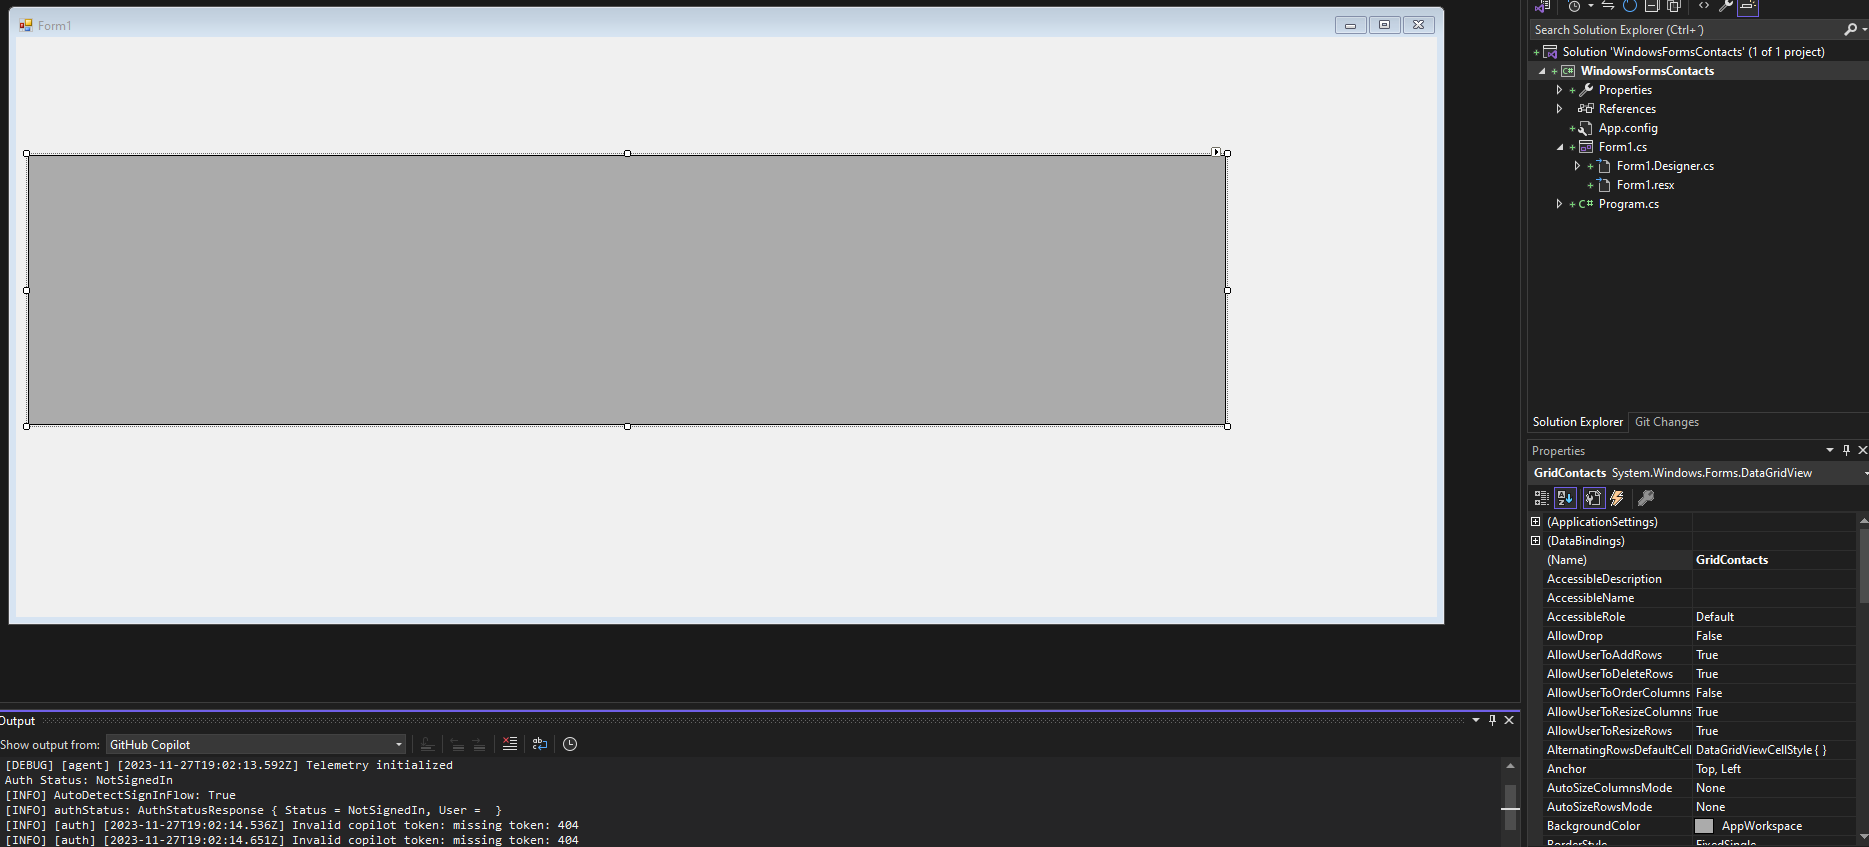 Form1
Search Solution Explorer (Ctrl+´)
Solution 'WindowsFormsContacts' (1 of 1 project)
C# WindowsFormsContacts
Properties
References
App.config
Form1.cs
Form1.Designer.cs
Form1.resx
C# Program.cs
Solution Explorer Git Changes
Properties
GridContacts System.Windows.Forms.DataGridView
(ApplicationSettings)
(DataBindings)
(Name) GridContacts
AccessibleDescription
AccessibleName
AccessibleRole Default
AllowDrop False
AllowUserToAddRows True
AllowUserToDeleteRows True
AllowUserToOrderColumns False
AllowUserToResizeColumns True
AllowUserToResizeRows True
AlternatingRowsDefaultCell DataGridViewCellStyle { }
Anchor Top, Left
AutoSizeColumnsMode None
AutoSizeRowsMode None
BackgroundColor AppWorkspace
BorderStyle FixedSingle
Output
Show output from: GitHub Copilot
[DEBUG] [agent] [2023-11-27T19:02:13.592Z] Telemetry initialized
Auth Status: NotSignedIn
[INFO] AutoDetectSignInFlow: True
[INFO] authStatus: AuthStatusResponse { Status = NotSignedIn, User = }
[INFO] [auth] [2023-11-27T19:02:14.536Z] Invalid copilot token: missing token: 404
[INFO] [auth] [2023-11-27T19:02:14.651Z] Invalid copilot token: missing token: 404